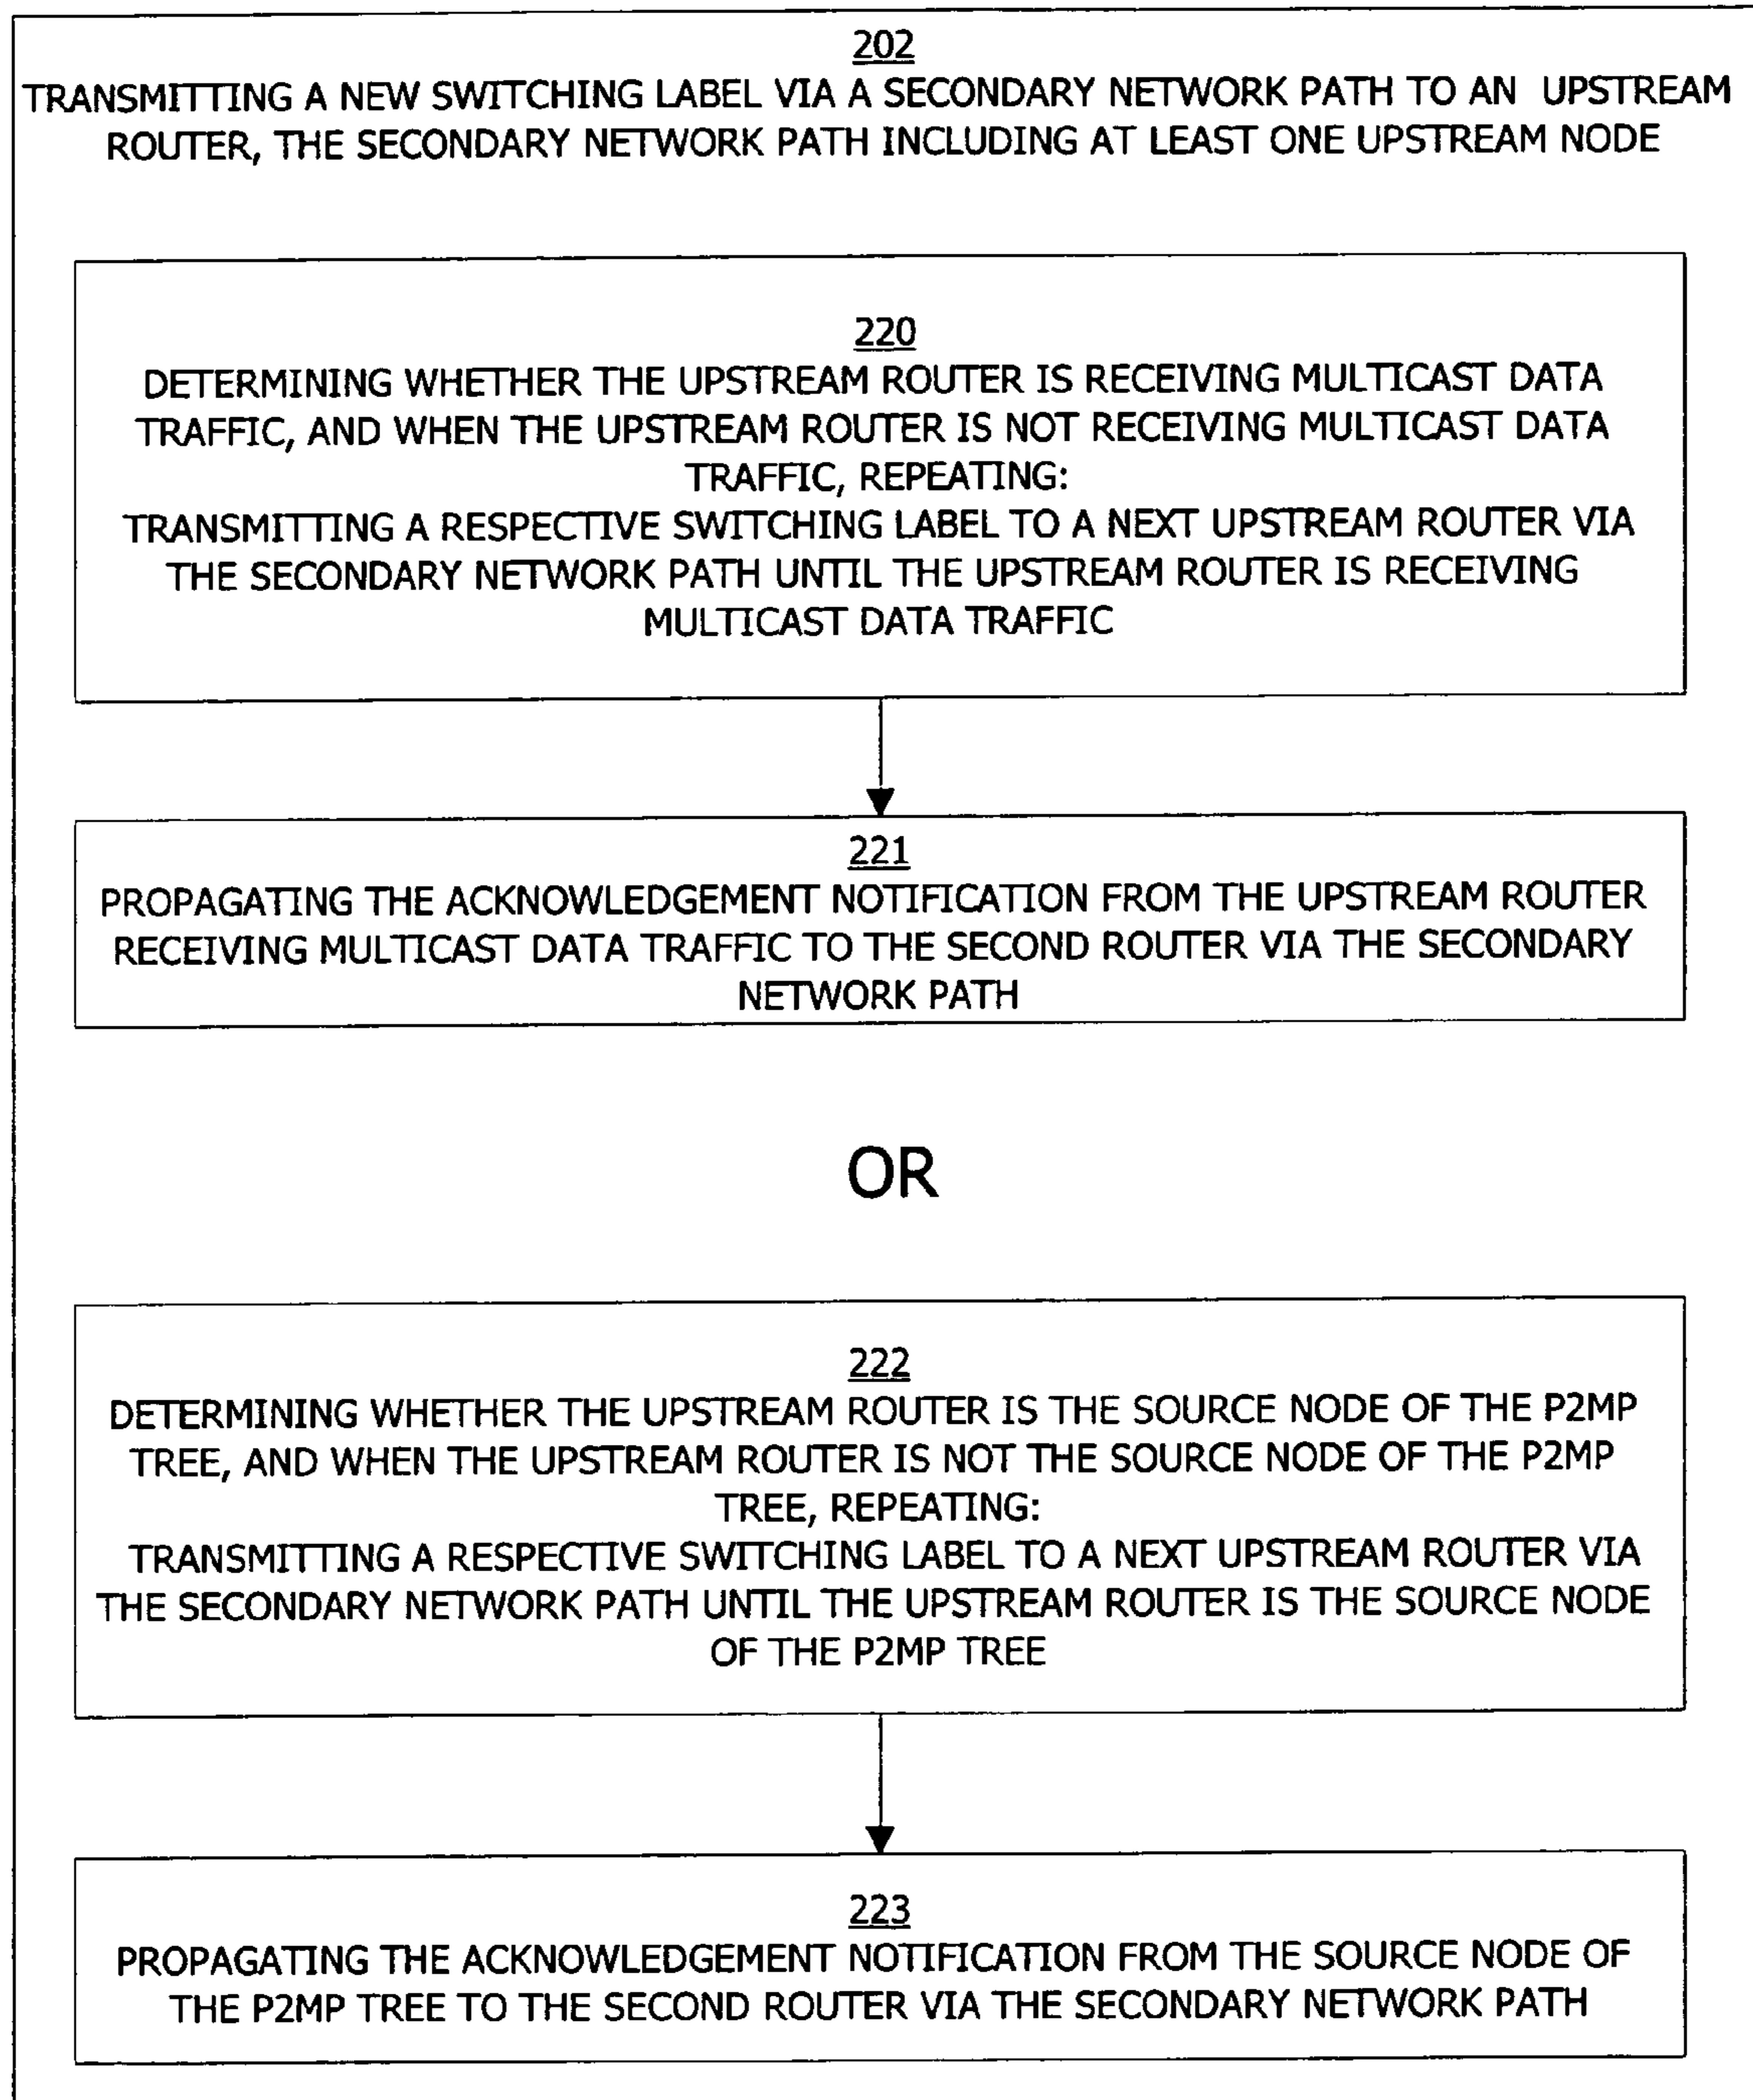 202
TRANSMITTING A NEW SWITCHING LABEL VIA A SECONDARY NETWORK PATH TO AN UPSTREAM
ROUTER, THE SECONDARY NETWORK PATH INCLUDING AT LEAST ONE UPSTREAM NODE
220
DETERMINING WHETHER THE UPSTREAM ROUTER IS RECEIVING MULTICAST DATA
TRAFFIC, AND WHEN THE UPSTREAM ROUTER IS NOT RECEIVING MULTICAST DATA
TRAFFIC, REPEATING:
TRANSMITTING A RESPECTIVE SWITCHING LABEL TO A NEXT UPSTREAM ROUTER VIA
THE SECONDARY NETWORK PATH UNTIL THE UPSTREAM ROUTER IS RECEIVING
MULTICAST DATA TRAFFIC
221
PROPAGATING THE ACKNOWLEDGEMENT NOTIFICATION FROM THE UPSTREAM ROUTER
RECEIVING MULTICAST DATA TRAFFIC TO THE SECOND ROUTER VIA THE SECONDARY
NETWORK PATH
OR
222
DETERMINING WHETHER THE UPSTREAM ROUTER IS THE SOURCE NODE OF THE P2MP
TREE, AND WHEN THE UPSTREAM ROUTER IS NOT THE SOURCE NODE OF THE P2MP
TREE, REPEATING:
TRANSMITTING A RESPECTIVE SWITCHING LABEL TO A NEXT UPSTREAM ROUTER VIA
THE SECONDARY NETWORK PATH UNTIL THE UPSTREAM ROUTER IS THE SOURCE NODE
OF THE P2MP TREE
223
PROPAGATING THE ACKNOWLEDGEMENT NOTIFICATION FROM THE SOURCE NODE OF
THE P2MP TREE TO THE SECOND ROUTER VIA THE SECONDARY NETWORK PATH